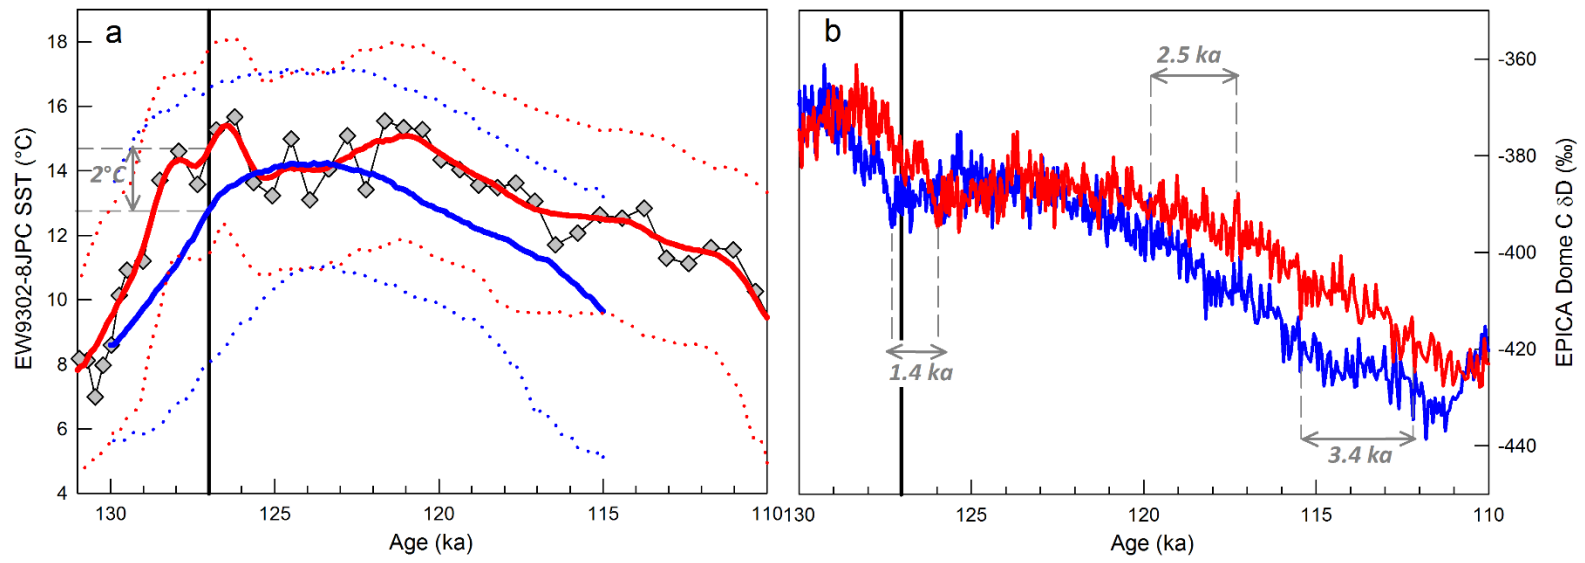 a
18
16
14
12
10
8
6
4
EW9302-8JPC SST (°C)
2°C
130
125
120
115
110
Age (ka)
b
2.5 ka
1.4 ka
3.4 ka
-360
-380
-400
-420
-440
EPICA Dome C δD (‰)
130
125
120
115
110
Age (ka)